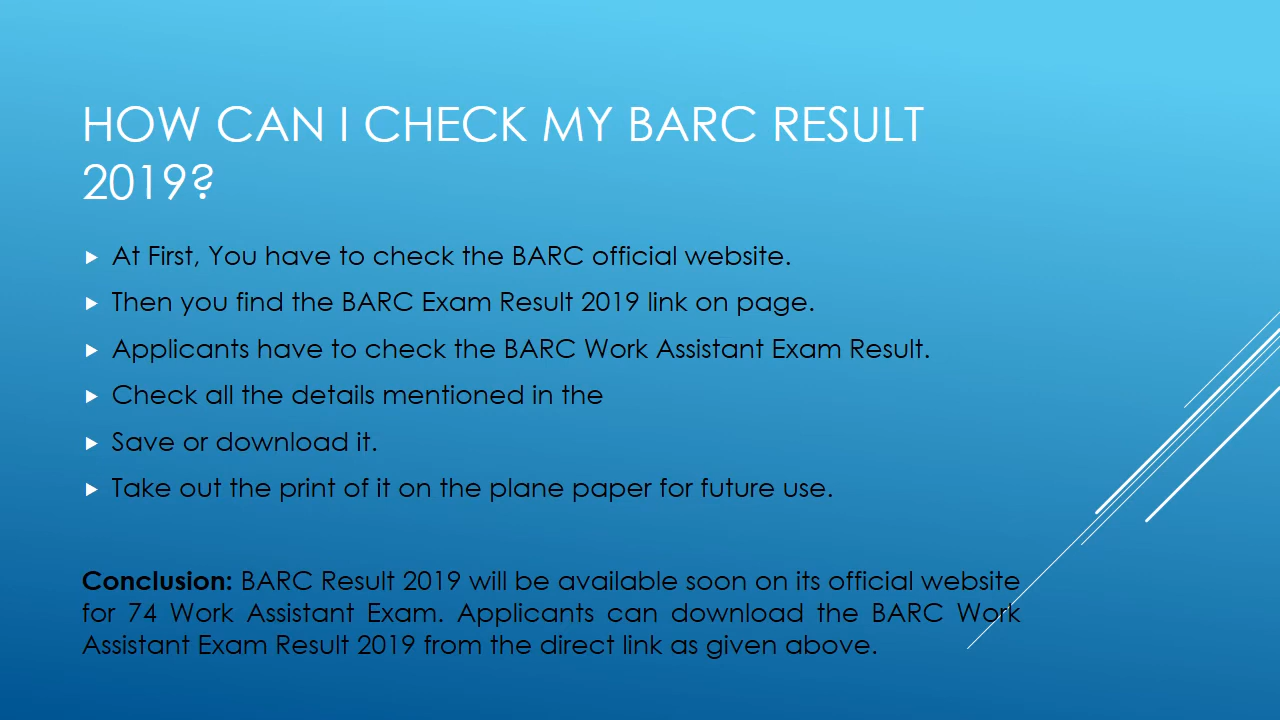 HOW CAN I CHECK MY BARC RESULT
2019?
At First, You have to check the BARC official website.
Then you find the BARC Exam Result 2019 link on page.
Applicants have to check the BARC Work Assistant Exam Result.
Check all the details mentioned in the
Save or download it.
Take out the print of it on the plane paper for future use.
Conclusion: BARC Result 2019 will be available soon on its official website
for 74 Work Assistant Exam. Applicants can download the BARC Work
Assistant Exam Result 2019 from the direct link as given above.